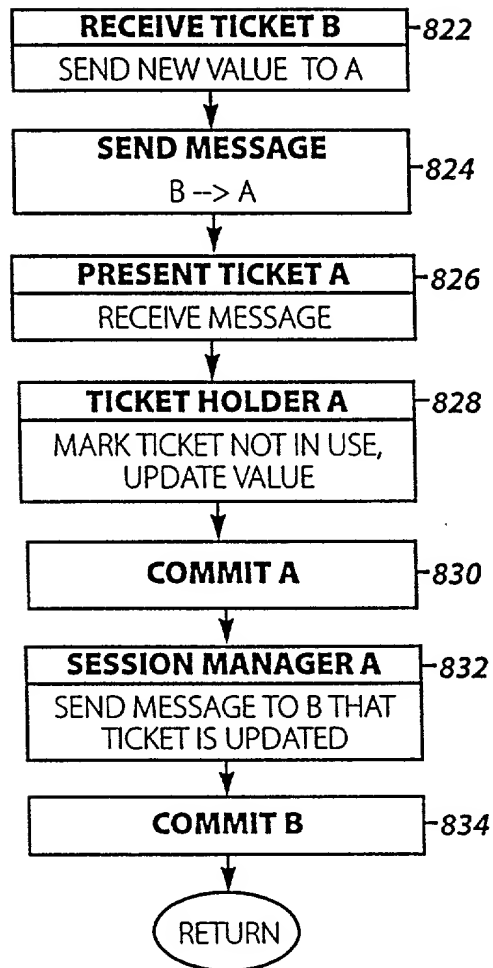 RECEIVE TICKET B
822
SEND NEW VALUE TO A
SEND MESSAGE
824
B --> A
PRESENT TICKET A
826
RECEIVE MESSAGE
TICKET HOLDER A
828
MARK TICKET NOT IN USE,
UPDATE VALUE
COMMIT A
830
SESSION MANAGER A
832
SEND MESSAGE TO B THAT
TICKET IS UPDATED
COMMIT B
834
RETURN